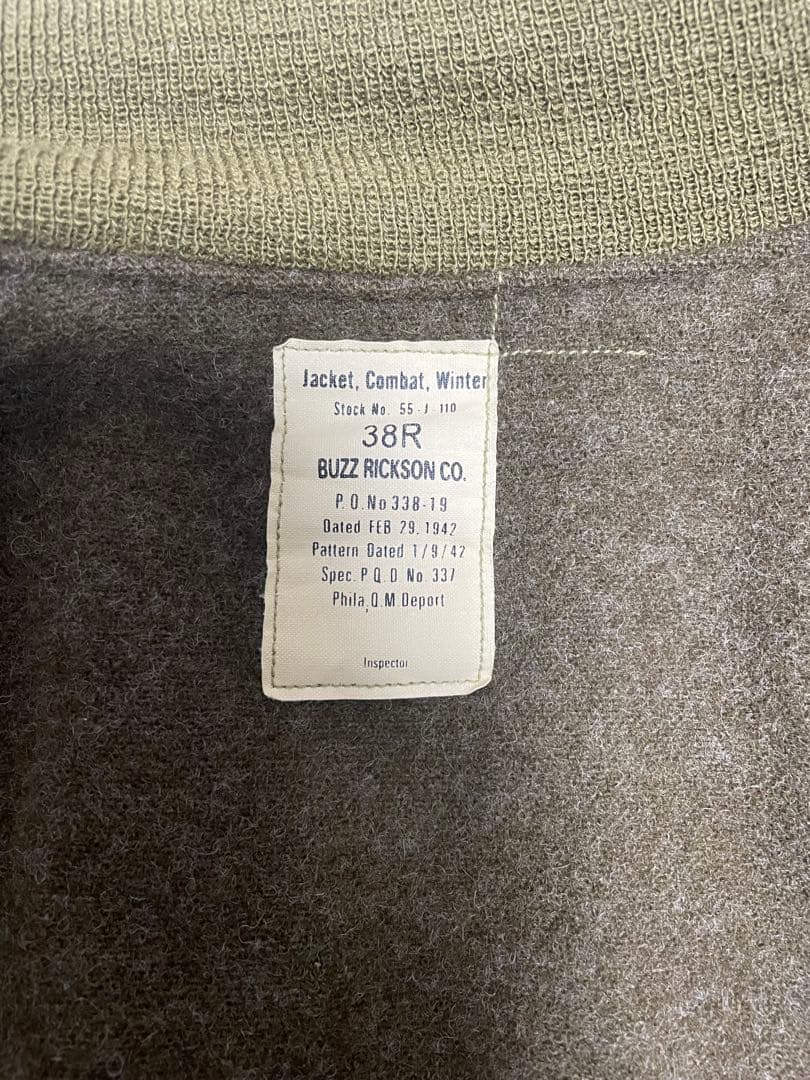 Jacket, Combat, Winter
Stock No. 55-J-110
38R
BUZZ RICKSON CO.
P.O.No 338-19
Dated FEB 29, 1942
Pattern Dated 1/9/42
Spec. P.Q.D. No. 337
Phila, Q.M Deport
Inspector